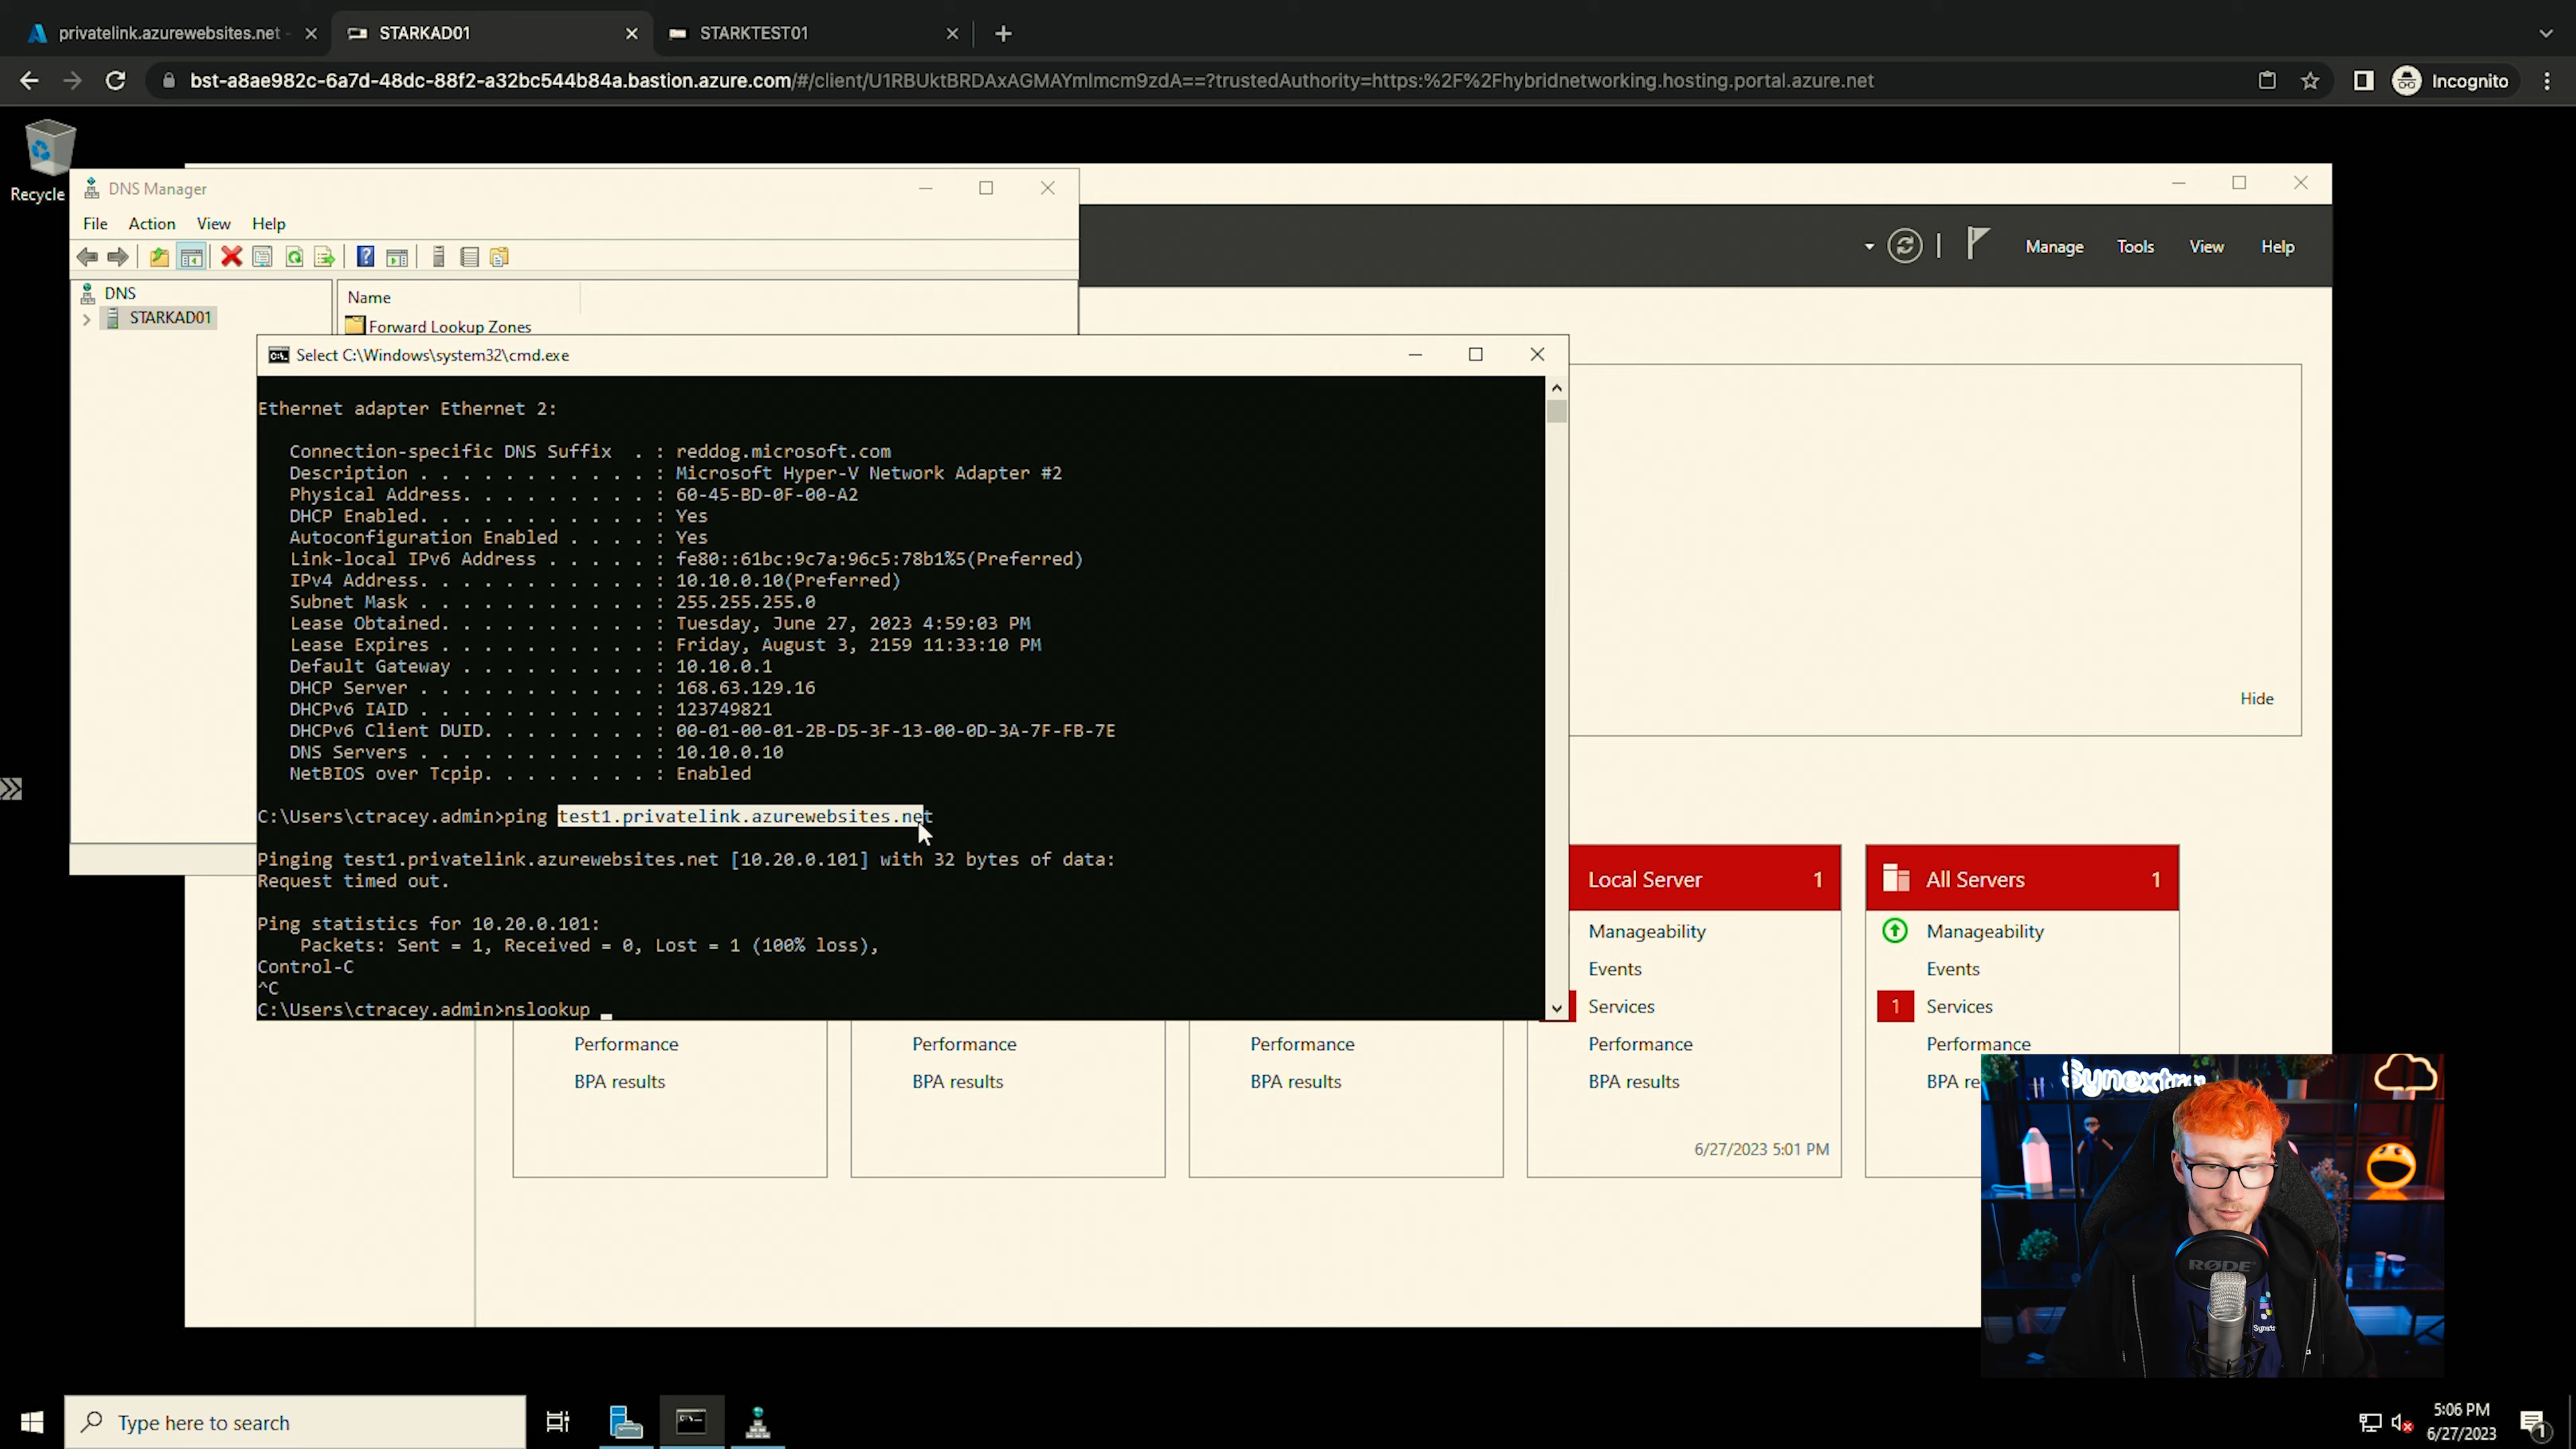 privatelink.azurewebsites.net -
STARKAD01
STARKTEST01
bst-a8ae982c-6a7d-48dc-88f2-a32bc544b84a.bastion.azure.com/#/client/U1RBUktBRDAxAGMAYmlmcm9zdA==?trustedAuthority=https:%2F%2Fhybridnetworking.hosting.portal.azure.net
Incognito
Recycle
DNS Manager
File Action View Help
Manage Tools View Help
DNS
STARKAD01
Name
Forward Lookup Zones
Select C:\Windows\system32\cmd.exe
Ethernet adapter Ethernet 2:
Connection-specific DNS Suffix . : reddog.microsoft.com
Description . . . . . . . . . . . : Microsoft Hyper-V Network Adapter #2
Physical Address. . . . . . . . . : 60-45-BD-0F-00-A2
DHCP Enabled. . . . . . . . . . . : Yes
Autoconfiguration Enabled . . . . : Yes
Link-local IPv6 Address . . . . . : fe80::61bc:9c7a:96c5:78b1%5(Preferred)
IPv4 Address. . . . . . . . . . . : 10.10.0.10(Preferred)
Subnet Mask . . . . . . . . . . . : 255.255.255.0
Lease Obtained. . . . . . . . . . : Tuesday, June 27, 2023 4:59:03 PM
Lease Expires . . . . . . . . . . : Friday, August 3, 2159 11:33:10 PM
Default Gateway . . . . . . . . . : 10.10.0.1
DHCP Server . . . . . . . . . . . : 168.63.129.16
DHCPv6 IAID . . . . . . . . . . . : 123749821
DHCPv6 Client DUID. . . . . . . . : 00-01-00-01-2B-D5-3F-13-00-0D-3A-7F-FB-7E
DNS Servers . . . . . . . . . . . : 10.10.0.10
NetBIOS over Tcpip. . . . . . . . : Enabled
C:\Users\ctracey.admin>ping test1.privatelink.azurewebsites.net
Pinging test1.privatelink.azurewebsites.net [10.20.0.101] with 32 bytes of data:
Request timed out.
Ping statistics for 10.20.0.101:
Packets: Sent = 1, Received = 0, Lost = 1 (100% loss),
Control-C
^C
C:\Users\ctracey.admin>nslookup
Hide
Local Server 1
Manageability
Events
Services
Performance
BPA results
6/27/2023 5:01 PM
All Servers 1
Manageability
Events
1 Services
Performance
BPA re
Performance
BPA results
Performance
BPA results
Performance
BPA results
Synextra
RØDE
Type here to search
5:06 PM
6/27/2023
1